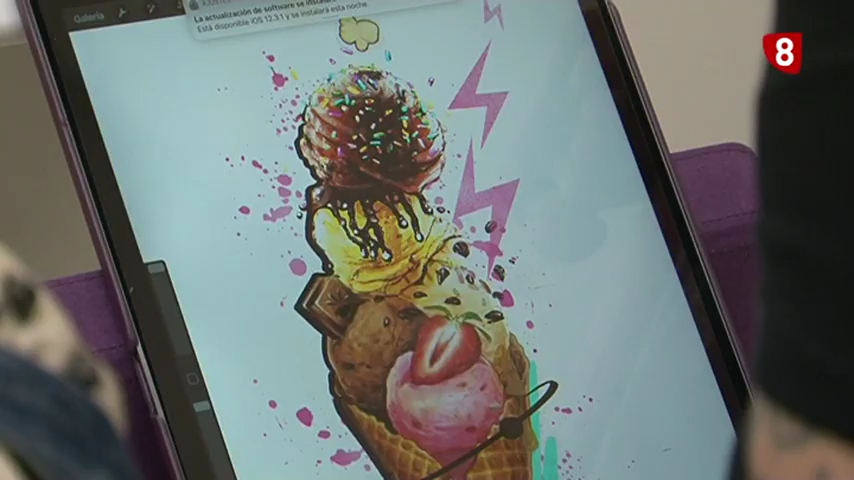 Galería
La actualización de software se instalará
Está disponible iOS 12.3.1 y se instalará esta noche.
8